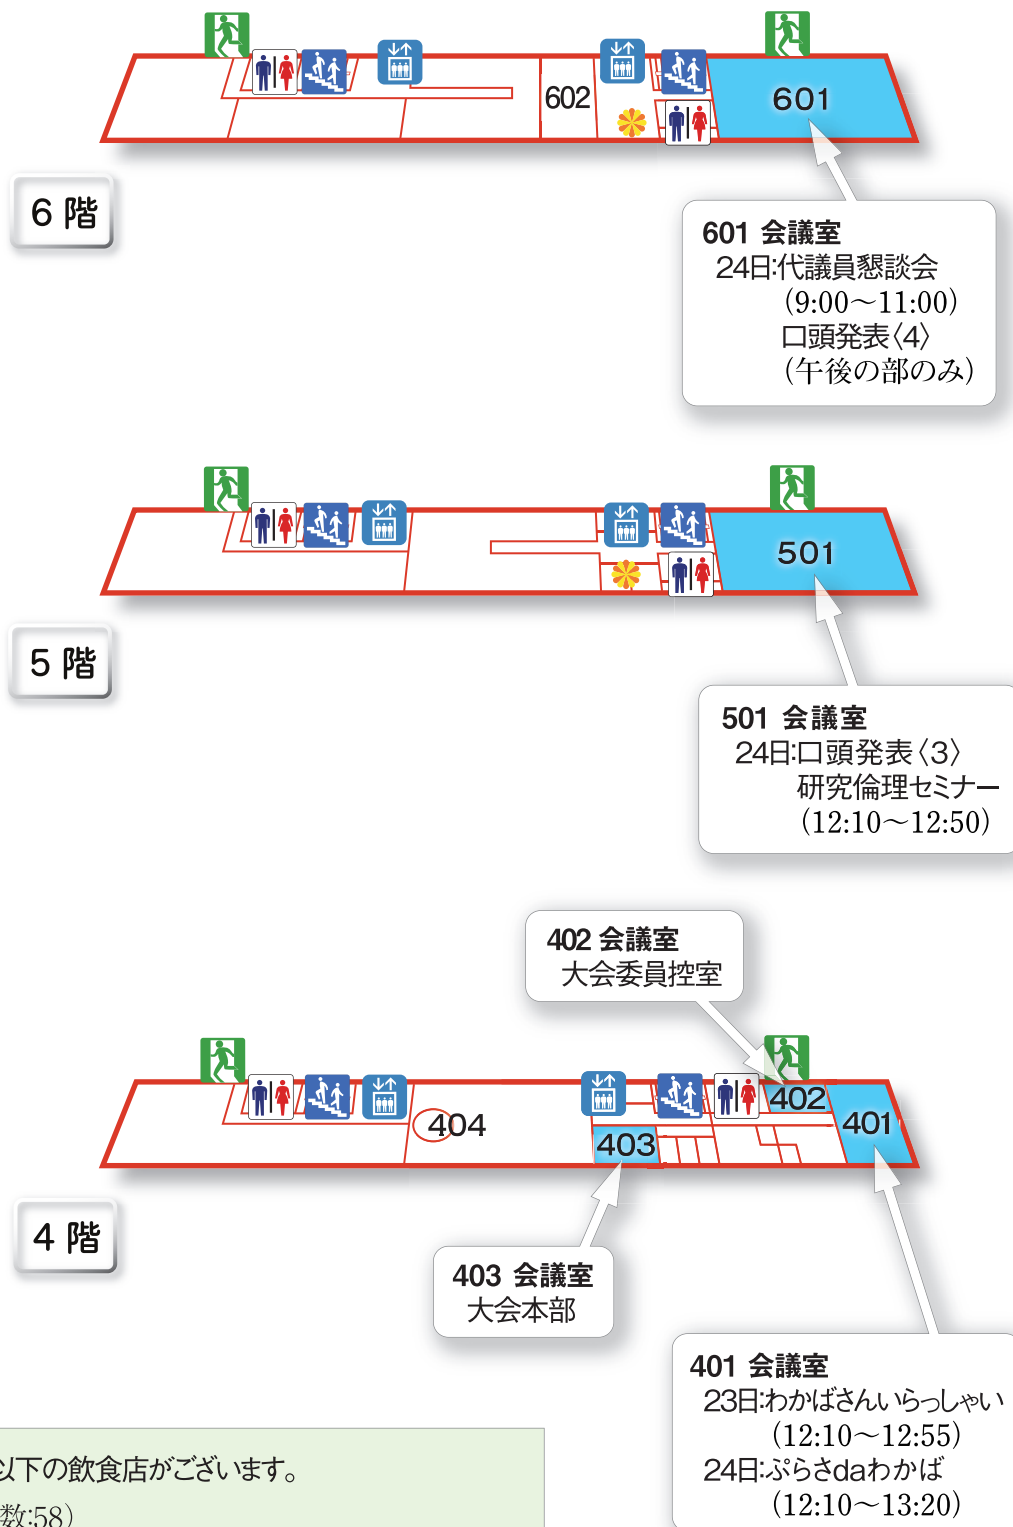 602
601
6 階
601 会議室
24日:代議員懇談会
(9:00～11:00)
口頭発表〈4〉
(午後の部のみ)
501
5 階
501 会議室
24日:口頭発表〈3〉
研究倫理セミナー
(12:10～12:50)
402 会議室
大会委員控室
402
401
404
403
4 階
403 会議室
大会本部
401 会議室
23日:わかばさんいらっしゃい
(12:10～12:55)
24日:ぷらさdaわかば
(12:10～13:20)
以下の飲食店がございます。
数:58)